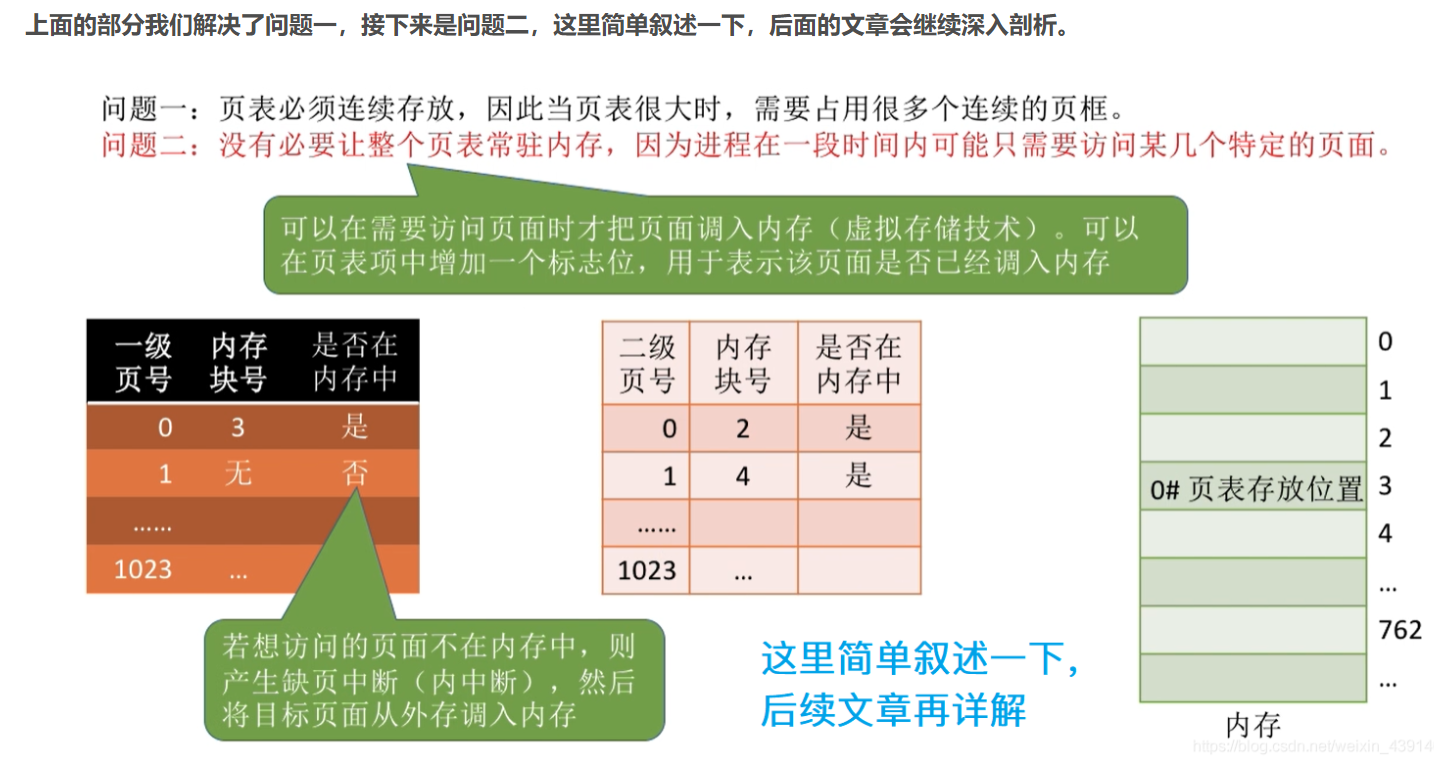 上面的部分我们解决了问题一，接下来是问题二，这里简单叙述一下，后面的文章会继续深入剖析。
问题一：页表必须连续存放，因此当页表很大时，需要占用很多个连续的页框。
问题二：没有必要让整个页表常驻内存，因为进程在一段时间内可能只需要访问某几个特定的页面。
可以在需要访问页面时才把页面调入内存（虚拟存储技术）。可以
在页表项中增加一个标志位，用于表示该页面是否已经调入内存
一级 内存 是否在
页号 块号 内存中
0 3 是
1 无 否
……
1023 …
若想访问的页面不在内存中，则
产生缺页中断（内中断），然后
将目标页面从外存调入内存
二级 内存 是否在
页号 块号 内存中
0 2 是
1 4 是
……
1023 …
这里简单叙述一下,
后续文章再详解
0
1
2
0# 页表存放位置 3
4
…
762
…
内存
https://blog.csdn.net/weixin_43914